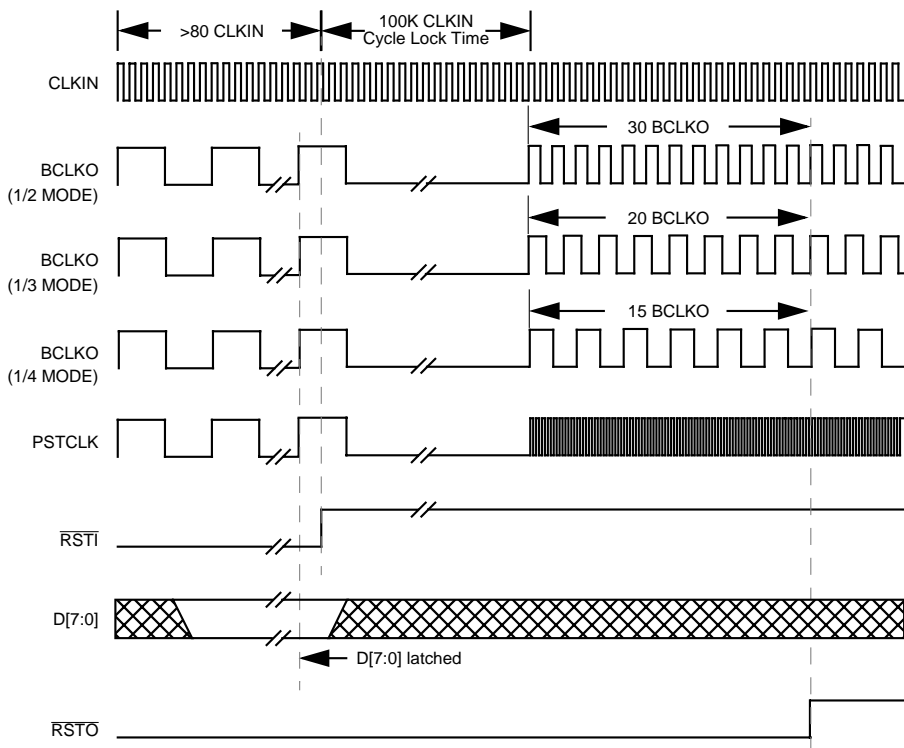 >80 CLKIN
100K CLKIN
Cycle Lock Time
CLKIN
30 BCLKO
BCLKO
(1/2 MODE)
20 BCLKO
BCLKO
(1/3 MODE)
15 BCLKO
BCLKO
(1/4 MODE)
PSTCLK
RSTI
D[7:0]
D[7:0] latched
RSTO